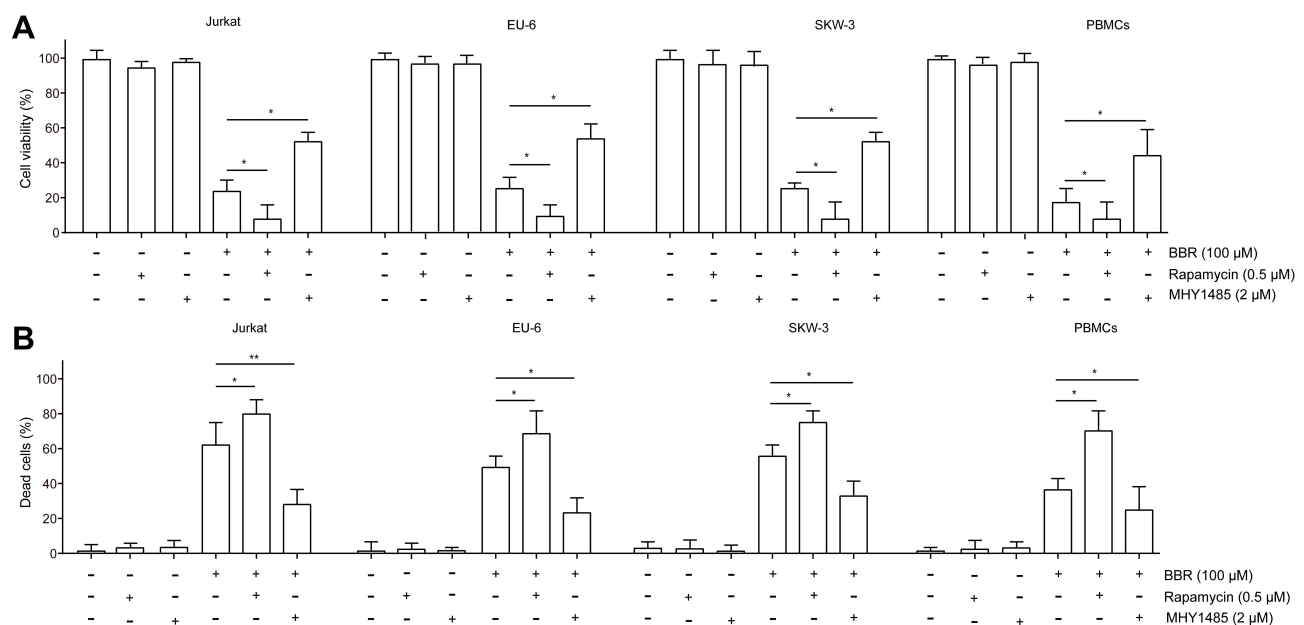 A
Jurkat EU-6 SKW-3 PBMCs
Cell viability (%)
100
80
60
40
20
0
* * * * * * * *
- - - + + + - - - + + + - - - + + + - - - + + + BBR (100 µM)
- + - - + - - + - - + - - + - - + - - + - - + - Rapamycin (0.5 µM)
- - + - - + - - + - - + - - + - - + - - + - - + MHY1485 (2 µM)
B
Jurkat EU-6 SKW-3 PBMCs
Dead cells (%)
100
80
60
40
20
0
** * * * * * * *
- - - + + + - - - + + + - - - + + + - - - + + + BBR (100 µM)
- + - - + - - + - - + - - + - - + - - + - - + - Rapamycin (0.5 µM)
- - + - - + - - + - - + - - + - - + - - + - - + MHY1485 (2 µM)